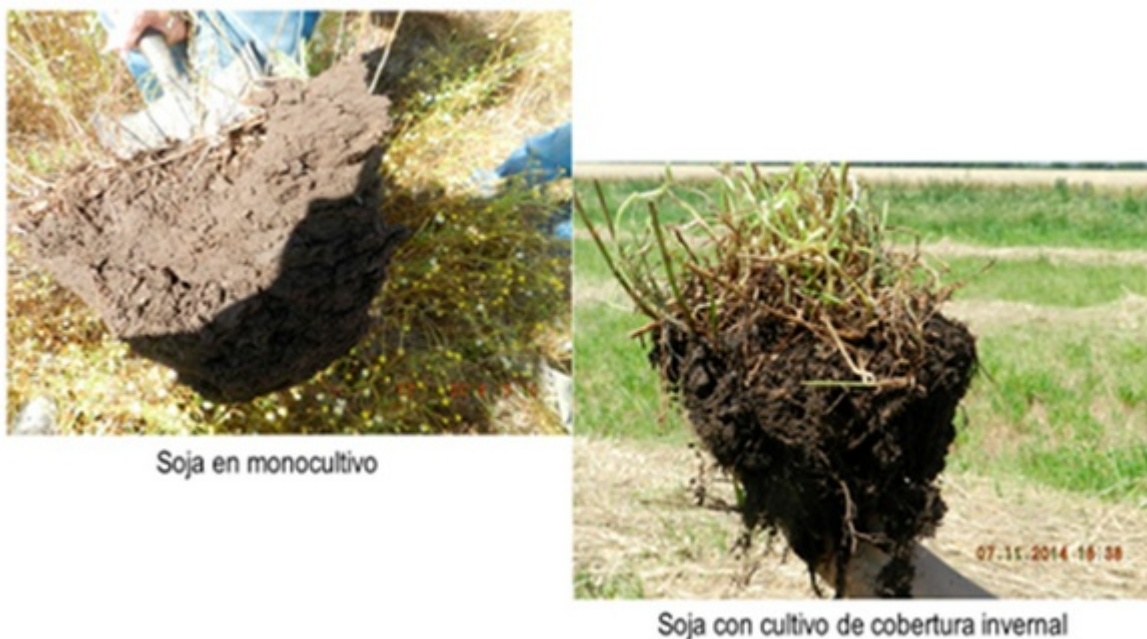 Soja en monocultivo
07.11.2014 16:38
Soja con cultivo de cobertura invernal